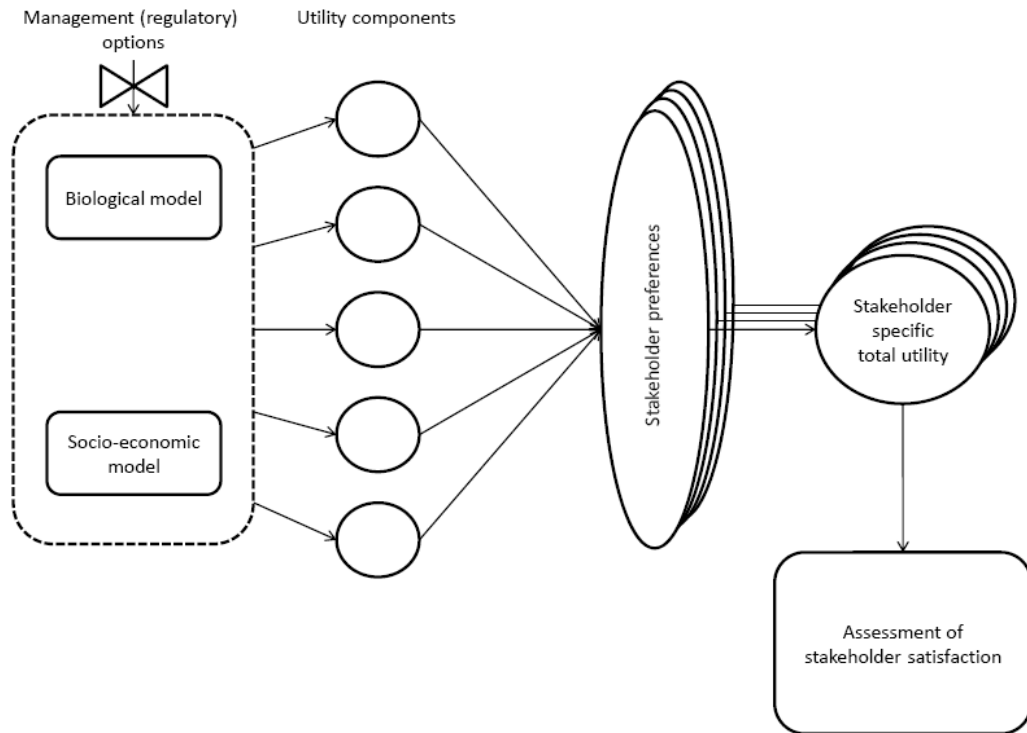 Management (regulatory)
options
Utility components
Biological model
Socio-economic
model
Stakeholder preferences
Stakeholder
specific
total utility
Assessment of
stakeholder satisfaction